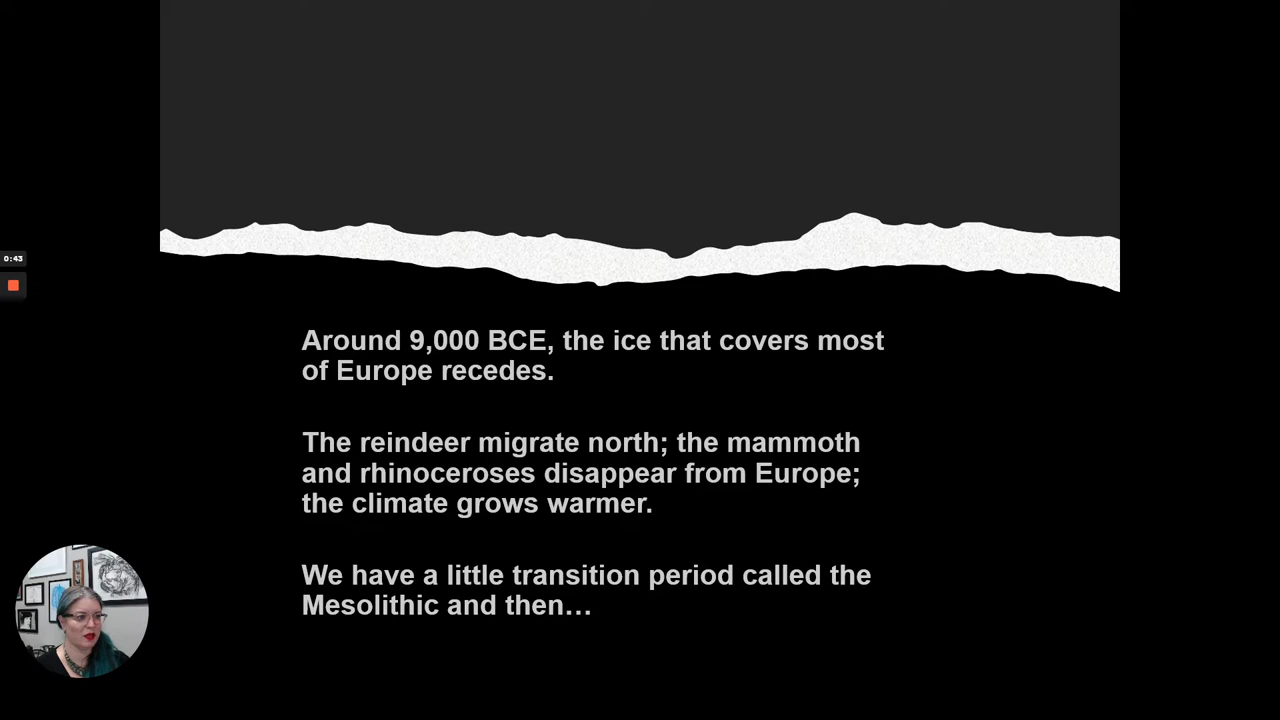 0:43
Around 9,000 BCE, the ice that covers most
of Europe recedes.
The reindeer migrate north; the mammoth
and rhinoceroses disappear from Europe;
the climate grows warmer.
We have a little transition period called the
Mesolithic and then…